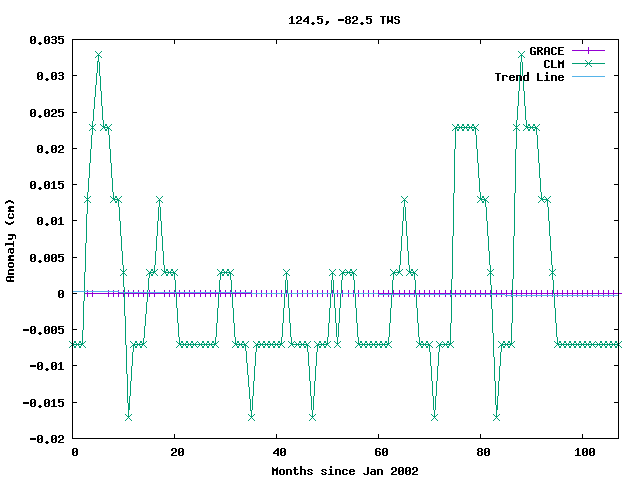 124.5, -82.5 TWS
0.035
0.03
0.025
0.02
0.015
0.01
0.005
0
-0.005
-0.01
-0.015
-0.02
Anomaly (cm)
GRACE
CLM
Trend Line
0 20 40 60 80 100
Months since Jan 2002